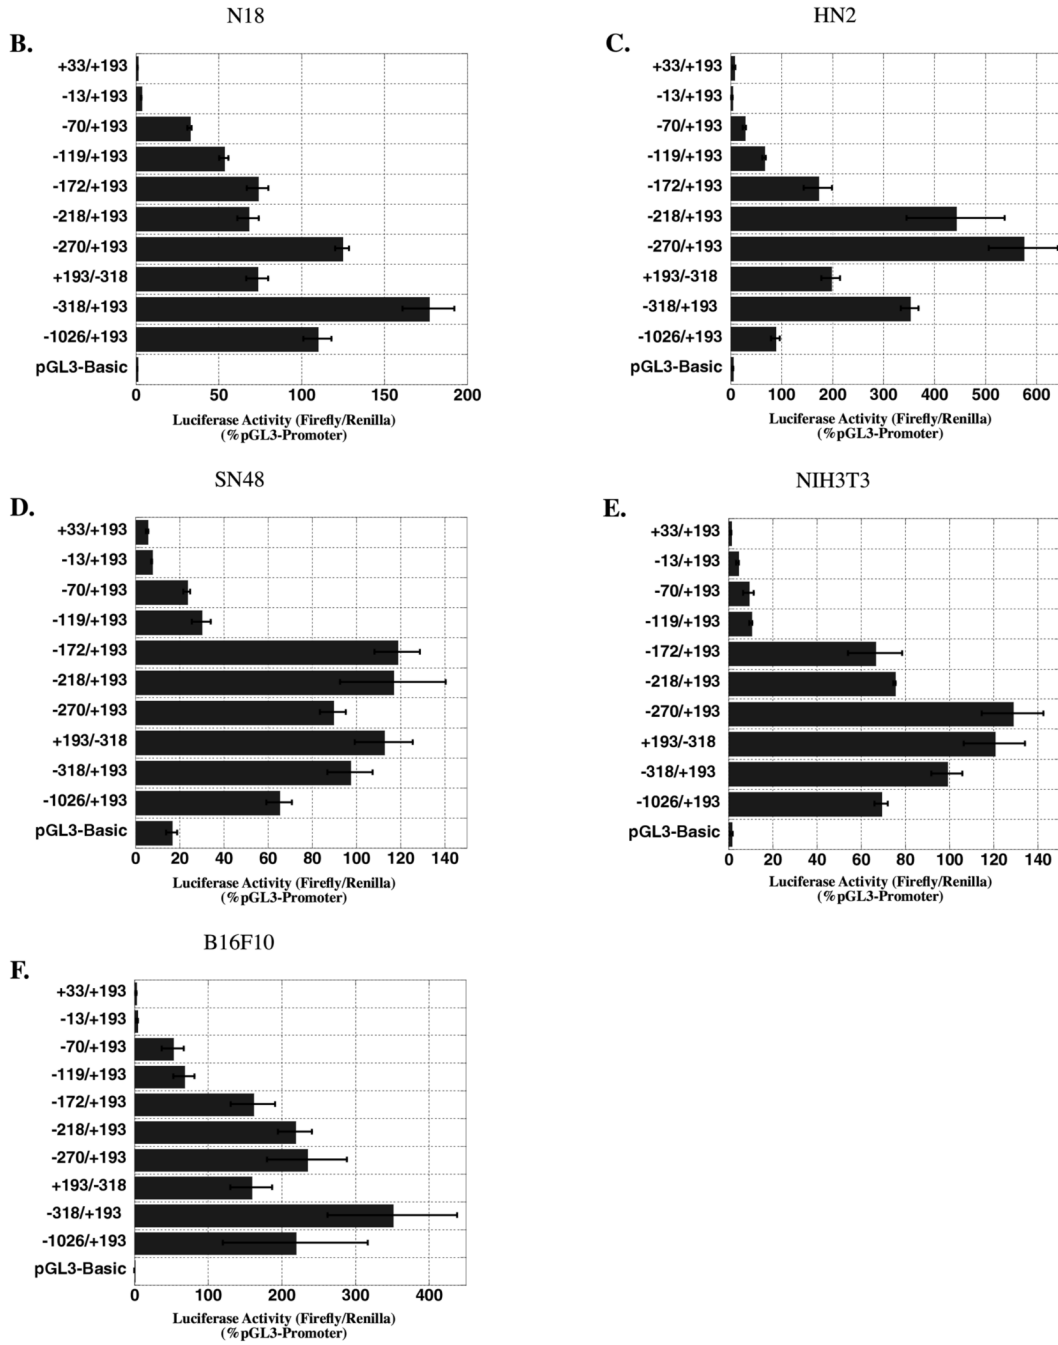 N18
B.
+33/+193
-13/+193
-70/+193
-119/+193
-172/+193
-218/+193
-270/+193
+193/-318
-318/+193
-1026/+193
pGL3-Basic
0 50 100 150 200
Luciferase Activity (Firefly/Renilla)
(%pGL3-Promoter)
HN2
C.
+33/+193
-13/+193
-70/+193
-119/+193
-172/+193
-218/+193
-270/+193
+193/-318
-318/+193
-1026/+193
pGL3-Basic
0 100 200 300 400 500 600
Luciferase Activity (Firefly/Renilla)
(%pGL3-Promoter)
SN48
D.
+33/+193
-13/+193
-70/+193
-119/+193
-172/+193
-218/+193
-270/+193
+193/-318
-318/+193
-1026/+193
pGL3-Basic
0 20 40 60 80 100 120 140
Luciferase Activity (Firefly/Renilla)
(%pGL3-Promoter)
NIH3T3
E.
+33/+193
-13/+193
-70/+193
-119/+193
-172/+193
-218/+193
-270/+193
+193/-318
-318/+193
-1026/+193
pGL3-Basic
0 20 40 60 80 100 120 140
Luciferase Activity (Firefly/Renilla)
(%pGL3-Promoter)
B16F10
F.
+33/+193
-13/+193
-70/+193
-119/+193
-172/+193
-218/+193
-270/+193
+193/-318
-318/+193
-1026/+193
pGL3-Basic
0 100 200 300 400
Luciferase Activity (Firefly/Renilla)
(%pGL3-Promoter)